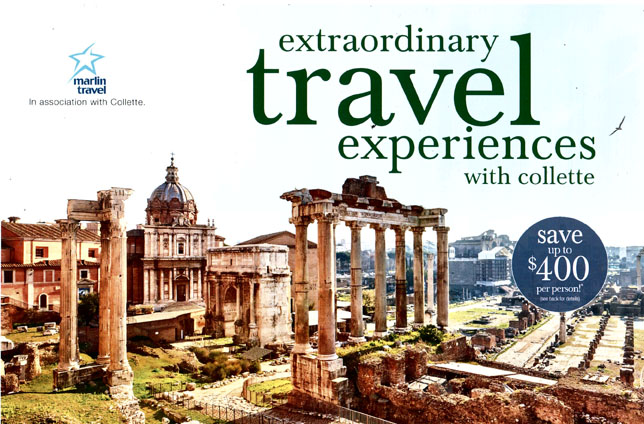 marlin
travel
In association with Collette.
extraordinary
travel
experiences
with collette
save
up to
$400
per person!*
(see back for details)